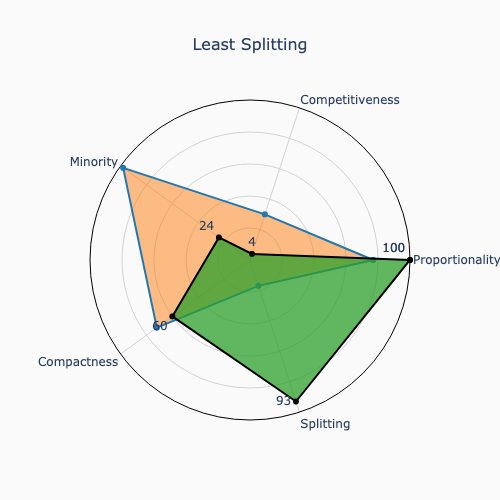 Least Splitting
Competitiveness
Minority
24
4
100
Proportionality
60
Compactness
93
Splitting